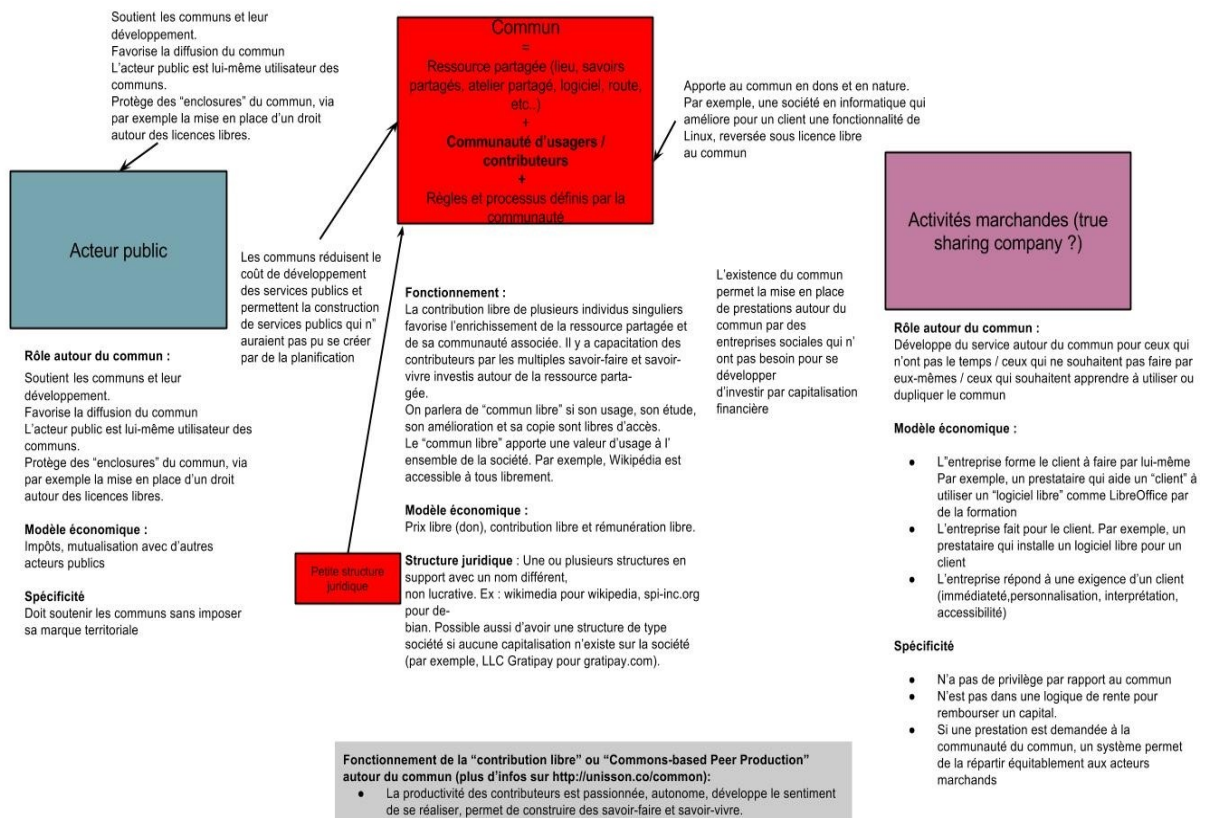 Soutient les communs et leur
développement.
Favorise la diffusion du commun
L'acteur public est lui-même utilisateur des
communs.
Protège des “enclosures” du commun, via
par exemple la mise en place d'un droit
autour des licences libres.
Commun
=
Ressource partagée (lieu, savoirs
partagés, atelier partagé, logiciel, route,
etc..)
+
Communauté d'usagers /
contributeurs
+
Règles et processus définis par la
communauté
Apporte au commun en dons et en nature.
Par exemple, une société en informatique qui
améliore pour un client une fonctionnalité de
Linux, reversée sous licence libre
au commun
Acteur public
Les communs réduisent le
coût de développement
des services publics et
permettent la construction
de services publics qui n”
auraient pas pu se créer
par de la planification
Activités marchandes (true
sharing company ?)
Rôle autour du commun :
Soutient les communs et leur
développement.
Favorise la diffusion du commun
L'acteur public est lui-même utilisateur des
communs.
Protège des “enclosures” du commun, via
par exemple la mise en place d'un droit
autour des licences libres.
Modèle économique :
Impôts, mutualisation avec d'autres
acteurs publics
Spécificité
Doit soutenir les communs sans imposer
sa marque territoriale
Petite structure
juridique
Fonctionnement :
La contribution libre de plusieurs individus singuliers
favorise l'enrichissement de la ressource partagée et
de sa communauté associée. Il y a capacitation des
contributeurs par les multiples savoir-faire et savoir-
vivre investis autour de la ressource parta-
gée.
On parlera de “commun libre” si son usage, son étude,
son amélioration et sa copie sont libres d'accès.
Le “commun libre” apporte une valeur d'usage à l'
ensemble de la société. Par exemple, Wikipédia est
accessible à tous librement.
Modèle économique :
Prix libre (don), contribution libre et rémunération libre.
Structure juridique : Une ou plusieurs structures en
support avec un nom différent,
non lucrative. Ex : wikimedia pour wikipedia, spi-inc.org
pour de-
bian. Possible aussi d'avoir une structure de type
société si aucune capitalisation n'existe sur la société
(par exemple, LLC Gratipay pour gratipay.com).
L'existence du commun
permet la mise en place
de prestations autour du
commun par des
entreprises sociales qui n'
ont pas besoin pour se
développer
d'investir par capitalisation
financière
Rôle autour du commun :
Développe du service autour du commun pour ceux qui
n'ont pas le temps / ceux qui ne souhaitent pas faire par
eux-mêmes / ceux qui souhaitent apprendre à utiliser ou
dupliquer le commun
Modèle économique :
● L”entreprise forme le client à faire par lui-même
Par exemple, un prestataire qui aide un “client” à
utiliser un “logiciel libre” comme LibreOffice par
de la formation
● L'entreprise fait pour le client. Par exemple, un
prestataire qui installe un logiciel libre pour un
client
● L'entreprise répond à une exigence d'un client
(immédiateté,personnalisation, interprétation,
accessibilité)
Spécificité
● N'a pas de privilège par rapport au commun
● N'est pas dans une logique de rente pour
rembourser un capital.
● Si une prestation est demandée à la
communauté du commun, un système permet
de la répartir équitablement aux acteurs
marchands
Fonctionnement de la “contribution libre” ou “Commons-based Peer Production”
autour du commun (plus d'infos sur http://unisson.co/common):
● La productivité des contributeurs est passionnée, autonome, développe le sentiment
de se réaliser, permet de construire des savoir-faire et savoir-vivre.